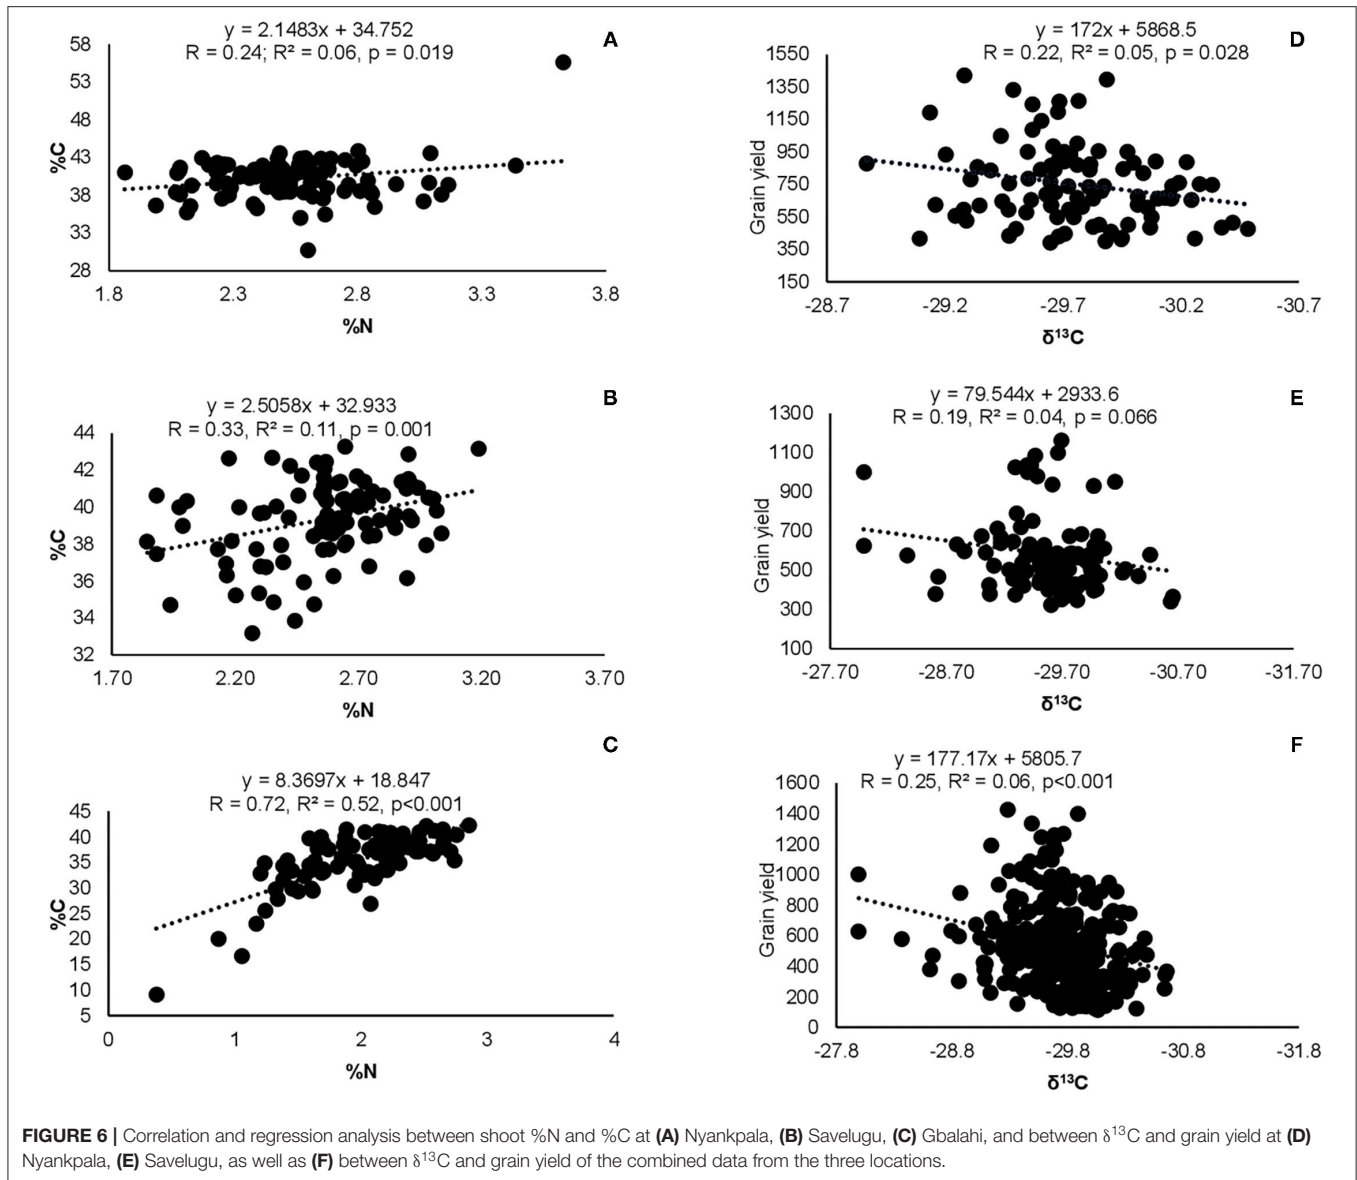 A
y = 2.1483x + 34.752
R = 0.24; R² = 0.06, p = 0.019
%C
58
53
48
43
38
33
28
1.8 2.3 2.8 3.3 3.8
%N
D
y = 172x + 5868.5
R = 0.22, R² = 0.05, p = 0.028
Grain yield
1550
1350
1150
950
750
550
350
150
-28.7 -29.2 -29.7 -30.2 -30.7
δ¹³C
B
y = 2.5058x + 32.933
R = 0.33, R² = 0.11, p = 0.001
%C
44
42
40
38
36
34
32
1.70 2.20 2.70 3.20 3.70
%N
E
y = 79.544x + 2933.6
R = 0.19, R² = 0.04, p = 0.066
Grain yield
1300
1100
900
700
500
300
100
-27.70 -28.70 -29.70 -30.70 -31.70
δ¹³C
C
y = 8.3697x + 18.847
R = 0.72, R² = 0.52, p<0.001
%C
45
40
35
30
25
20
15
10
5
0 1 2 3 4
%N
F
y = 177.17x + 5805.7
R = 0.25, R² = 0.06, p<0.001
Grain yield
1600
1400
1200
1000
800
600
400
200
0
-27.8 -28.8 -29.8 -30.8 -31.8
δ¹³C
FIGURE 6 | Correlation and regression analysis between shoot %N and %C at (A) Nyankpala, (B) Savelugu, (C) Gbalahi, and between δ¹³C and grain yield at (D)
Nyankpala, (E) Savelugu, as well as (F) between δ¹³C and grain yield of the combined data from the three locations.